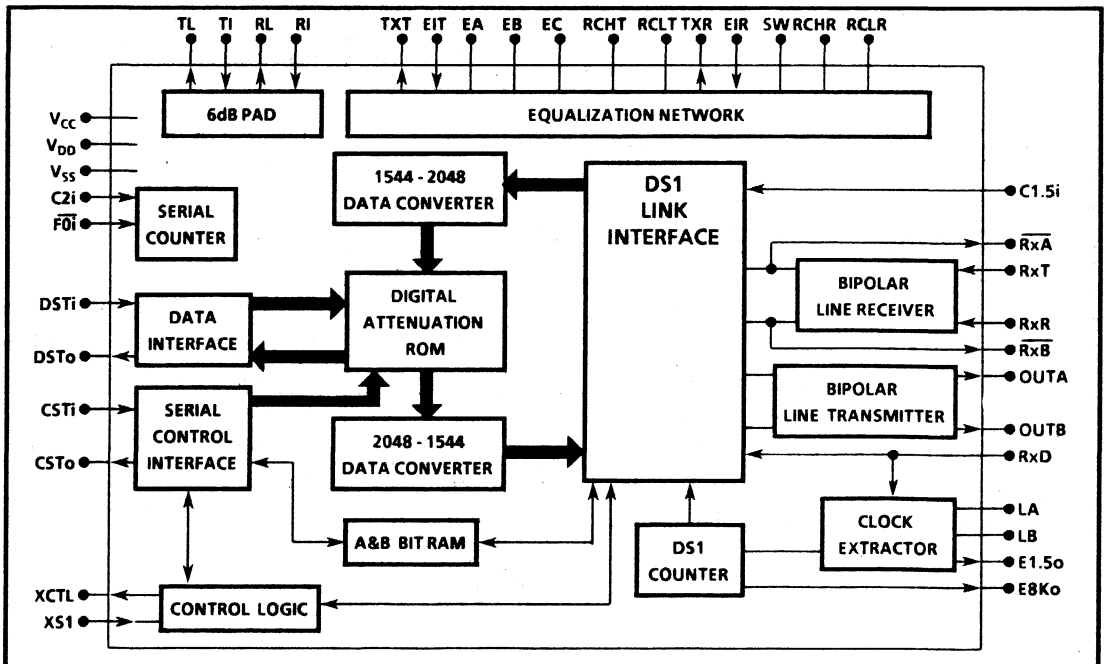 TL TI RL RI TXT EIT EA EB EC RCHT RCLT TXR EIR SW RCHR RCLR
6dB PAD
EQUALIZATION NETWORK
VCC
VDD
VSS
C2i
F0i
SERIAL
COUNTER
1544 - 2048
DATA CONVERTER
DS1
LINK
INTERFACE
C1.5i
RxA
RxT
RxR
RxB
BIPOLAR
LINE RECEIVER
DSTi
DSTo
DATA
INTERFACE
DIGITAL
ATTENUATION
ROM
BIPOLAR
LINE TRANSMITTER
OUTA
OUTB
CSTi
CSTo
SERIAL
CONTROL
INTERFACE
2048 - 1544
DATA CONVERTER
RxD
A&B BIT RAM
DS1
COUNTER
CLOCK
EXTRACTOR
LA
LB
E1.5o
E8Ko
XCTL
XS1
CONTROL LOGIC